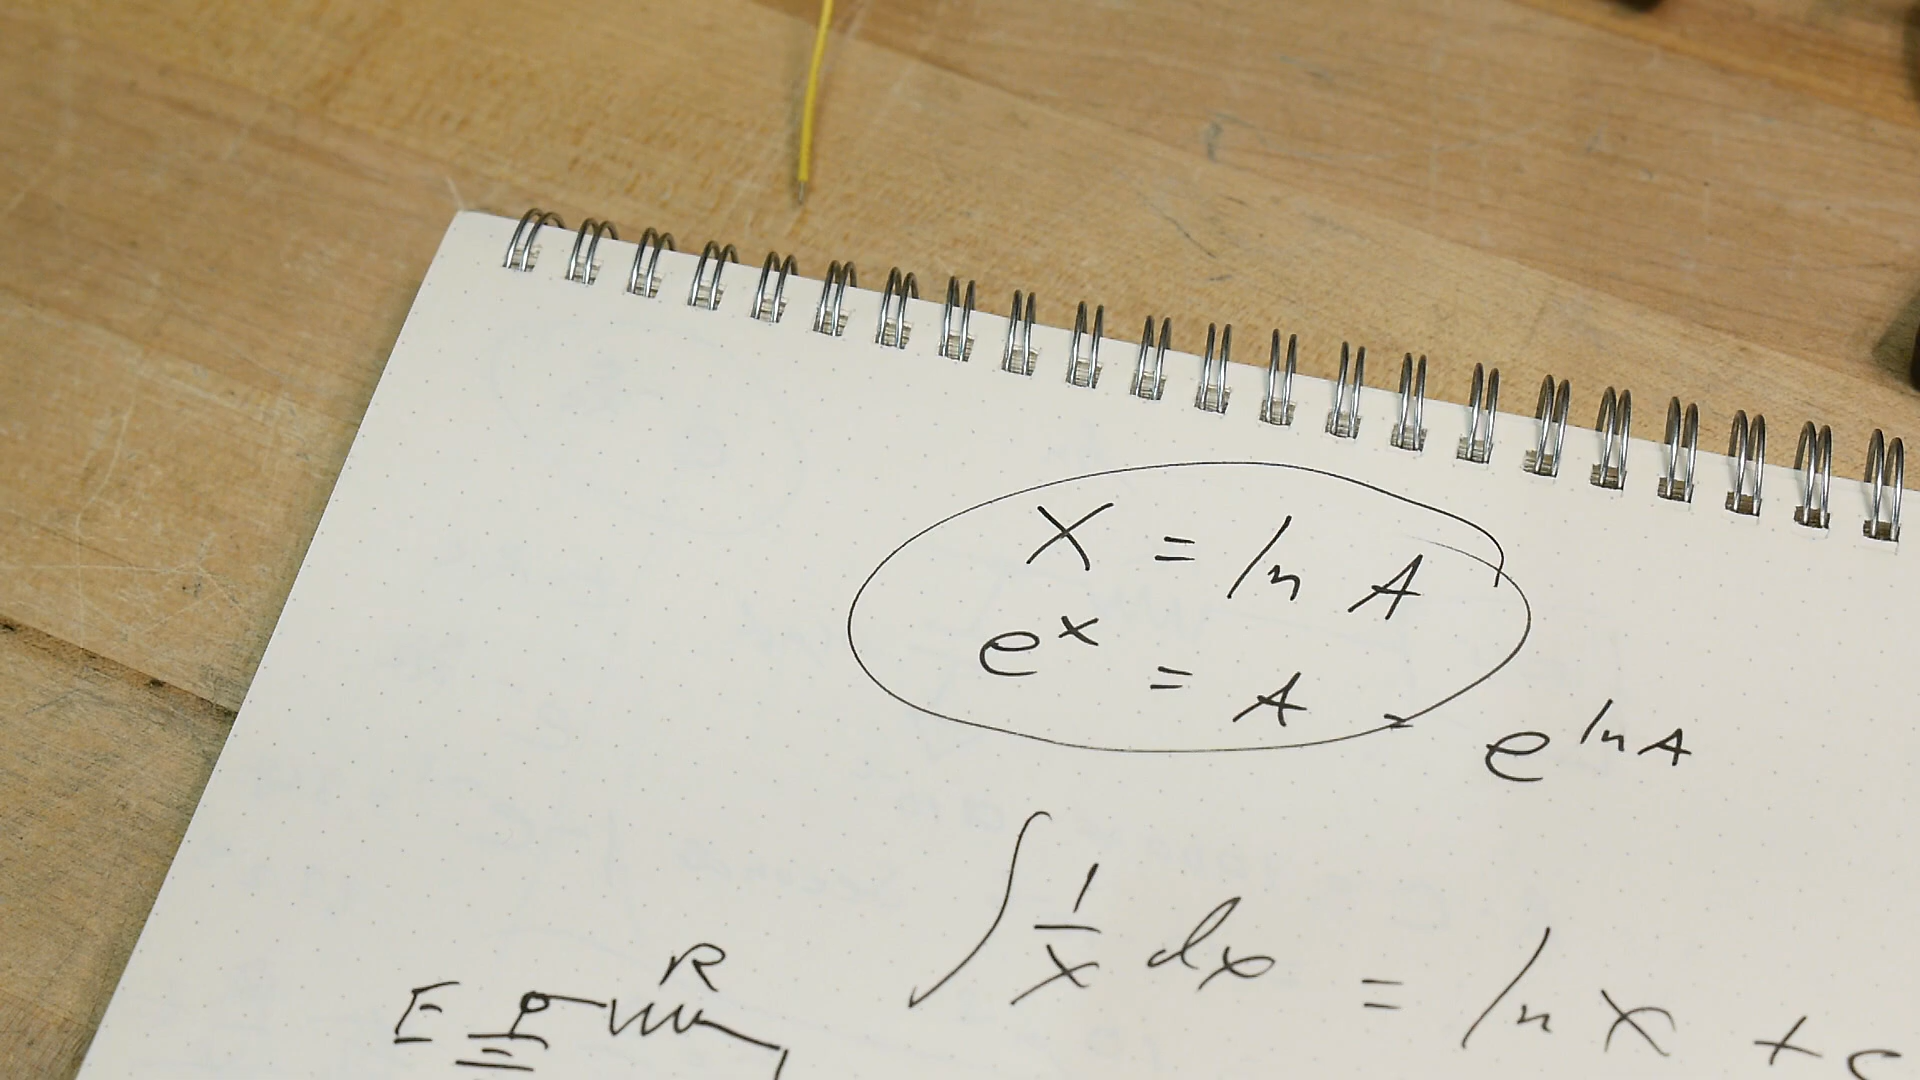 x = ln A
e^x = A = e^ln A
∫ 1/x dx = ln x + c
R
E